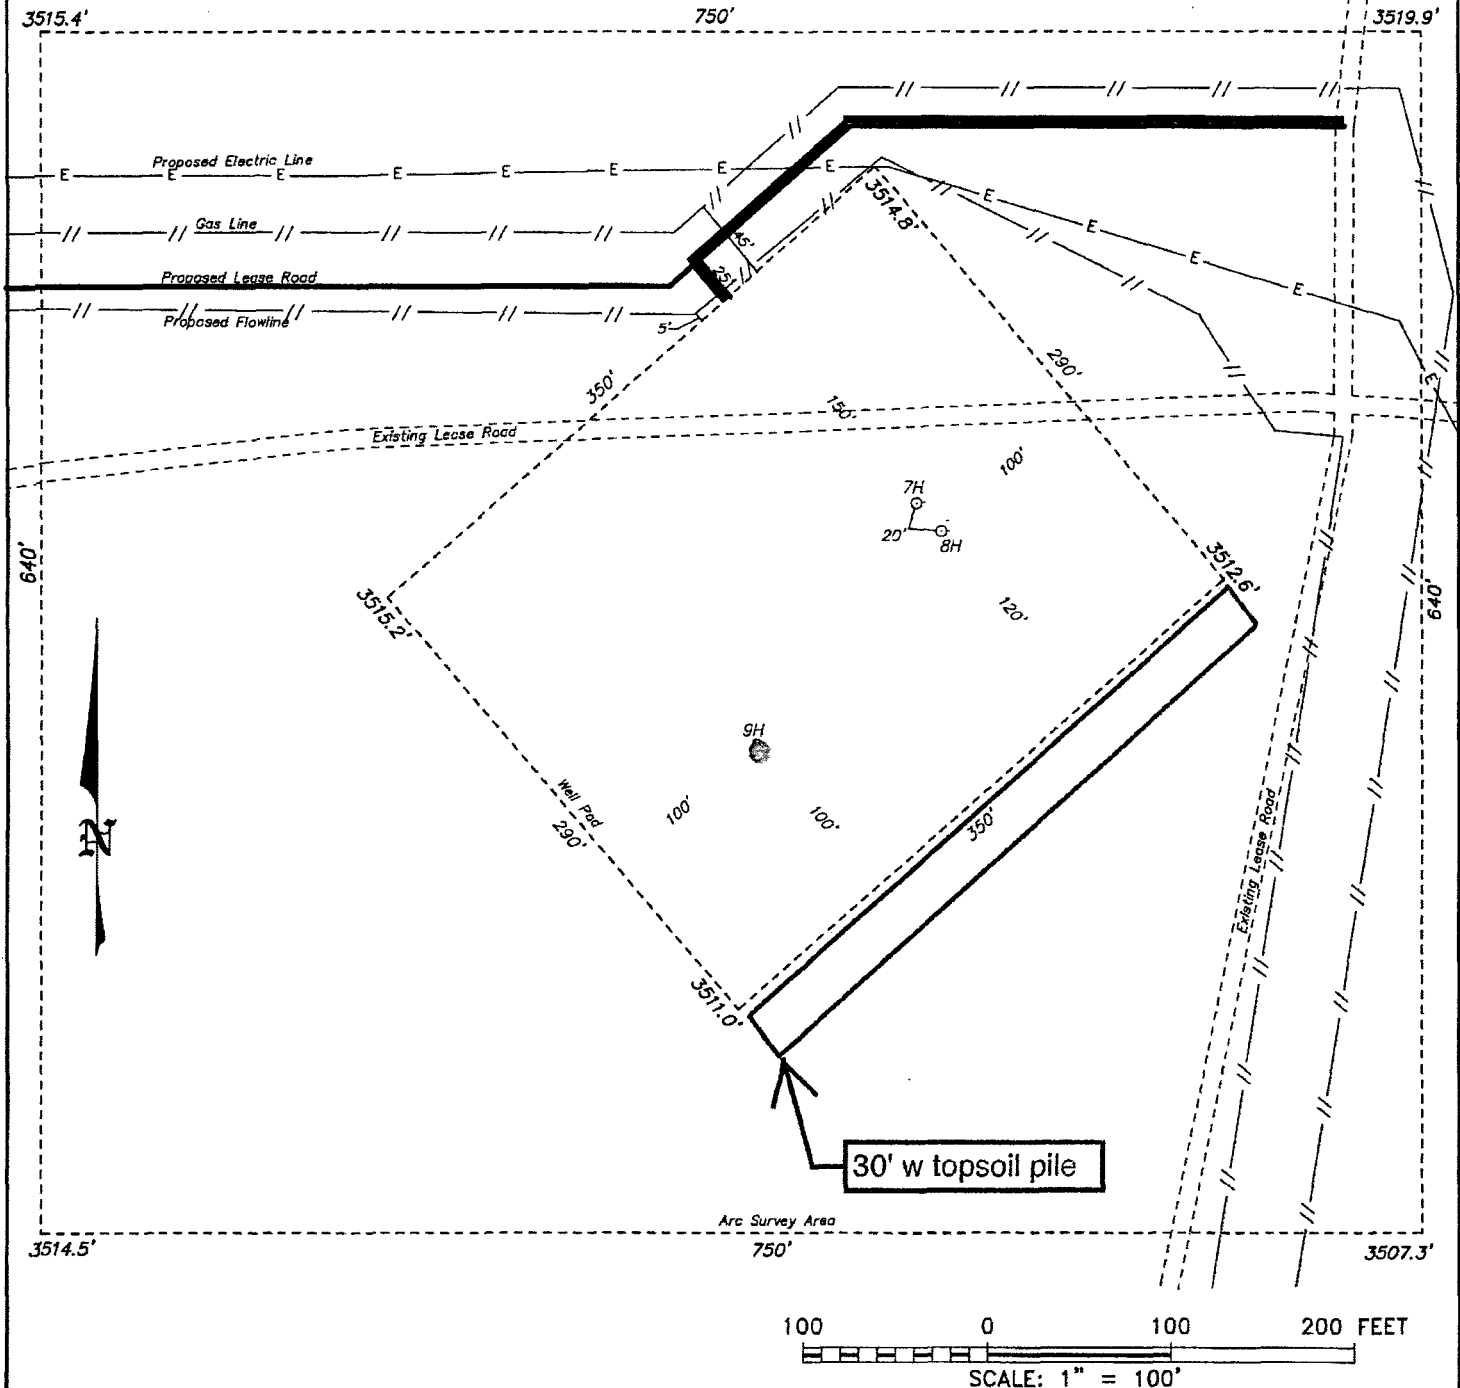 3515.4'
750'
3519.9'
Proposed Electric Line
E E E E E E E E
Gas Line
Proposed Lease Road
Proposed Flowline
45'
25'
5'
3514.8'
E
E
E
E
E
350'
290'
150'
Existing Lease Road
100'
7H
20'
8H
640'
3512.6'
640'
3515.2'
120'
9H
Well Pad
290'
100'
100'
350'
Existing Lease Road
N
3511.0'
30' w topsoil pile
Arc Survey Area
3514.5'
750'
3507.3'
100 0 100 200 FEET
SCALE: 1" = 100'